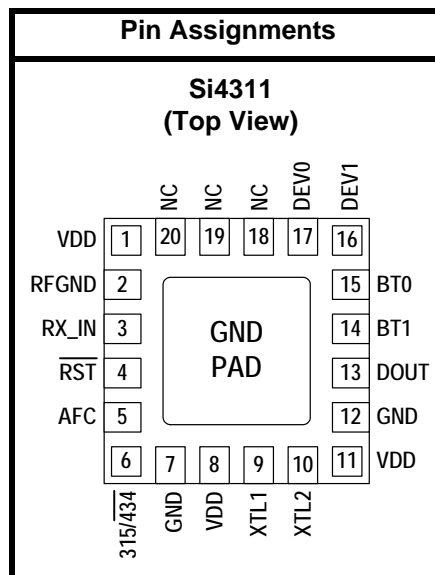 Pin Assignments
Si4311
(Top View)
NC NC NC DEV0 DEV1
VDD 1 20 19 18 17 16
RFGND 2 15 BT0
RX_IN 3 GND 14 BT1
RST 4 PAD 13 DOUT
AFC 5 12 GND
6 7 8 9 10 11 VDD
315/434 GND VDD XTL1 XTL2